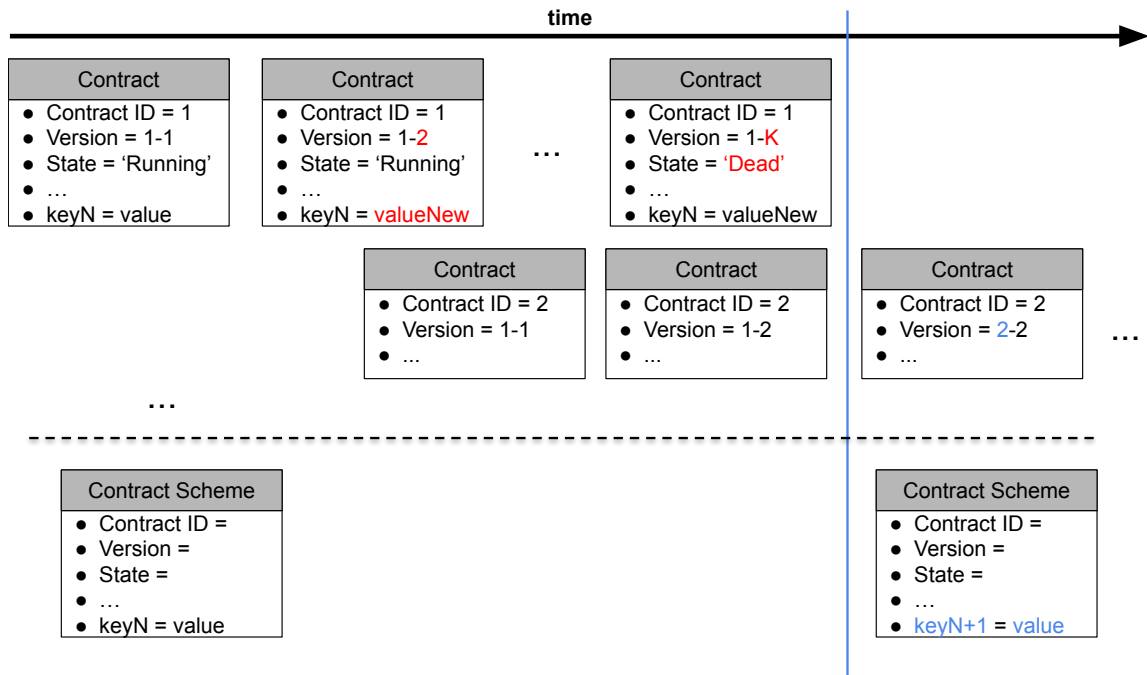 time
Contract
● Contract ID = 1
● Version = 1-1
● State = ‘Running’
● …
● keyN = value
Contract
● Contract ID = 1
● Version = 1-2
● State = ‘Running’
● …
● keyN = valueNew
...
Contract
● Contract ID = 1
● Version = 1-K
● State = ‘Dead’
● …
● keyN = valueNew
Contract
● Contract ID = 2
● Version = 1-1
● ...
Contract
● Contract ID = 2
● Version = 1-2
● ...
Contract
● Contract ID = 2
● Version = 2-2
● ...
...
...
Contract Scheme
● Contract ID =
● Version =
● State =
● …
● keyN = value
Contract Scheme
● Contract ID =
● Version =
● State =
● …
● keyN+1 = value